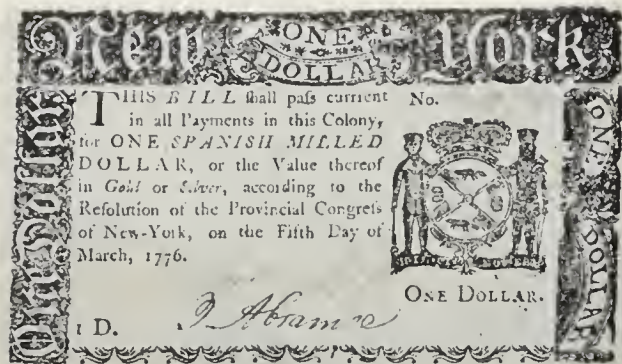 New York
ONE
DOLLAR
THIS BILL ſhall paſs current
in all Payments in this Colony,
for ONE SPANISH MILLED
DOLLAR, or the Value thereof
in Gold or Silver, according to the
Reſolution of the Provincial Congreſs
of New-York, on the Fifth Day of
March, 1776.
No.
ONE DOLLAR.
1 D.
One Dollar
ONE DOLLAR